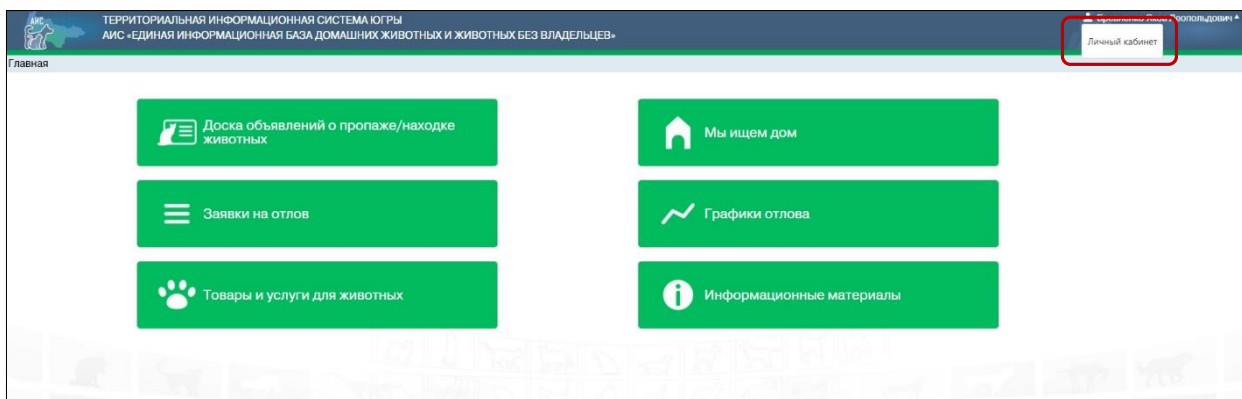 АИС
ТЕРРИТОРИАЛЬНАЯ ИНФОРМАЦИОННАЯ СИСТЕМА ЮГРЫ
АИС «ЕДИНАЯ ИНФОРМАЦИОННАЯ БАЗА ДОМАШНИХ ЖИВОТНЫХ И ЖИВОТНЫХ БЕЗ ВЛАДЕЛЬЦЕВ»
Яков
Личный кабинет
Главная
Доска объявлений о пропаже/находке
животных
Мы ищем дом
Заявки на отлов
Графики отлова
Товары и услуги для животных
Информационные материалы